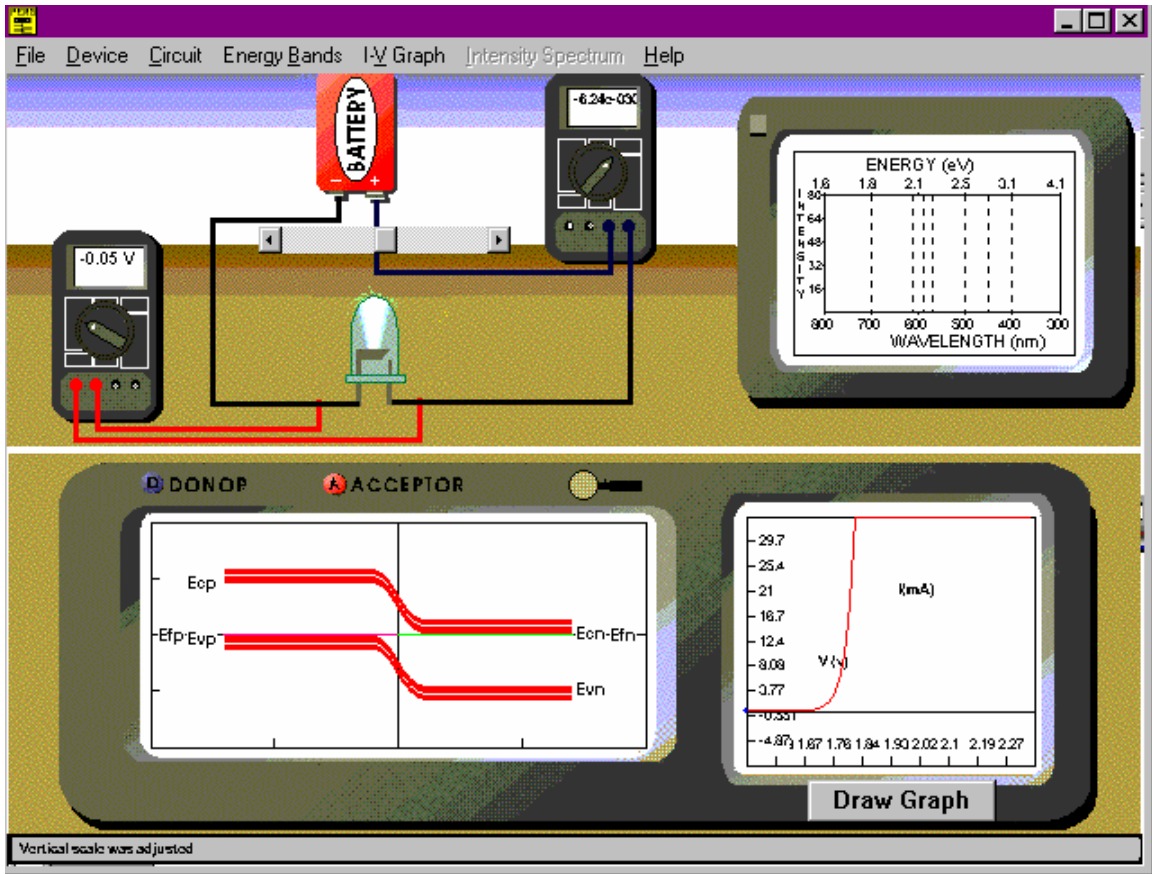 File Device Circuit Energy Bands I-V Graph Intensity Spectrum Help
BATTERY
- +
-6.24e-030
-0.05 V
ENERGY (eV)
1.6 1.8 2.1 2.5 3.1 4.1
INTENSITY
80
64
48
32
16
800 700 600 500 400 300
WAVELENGTH (nm)
D DONOR
A ACCEPTOR
Ecp
Efp Evp
Ecn-Efn
Evn
29.7
25.4
21
16.7
12.4
8.08
3.77
-0.551
-4.87
I(mA)
V (v)
1.67 1.76 1.84 1.93 2.02 2.1 2.19 2.27
Draw Graph
Vertical scale was adjusted